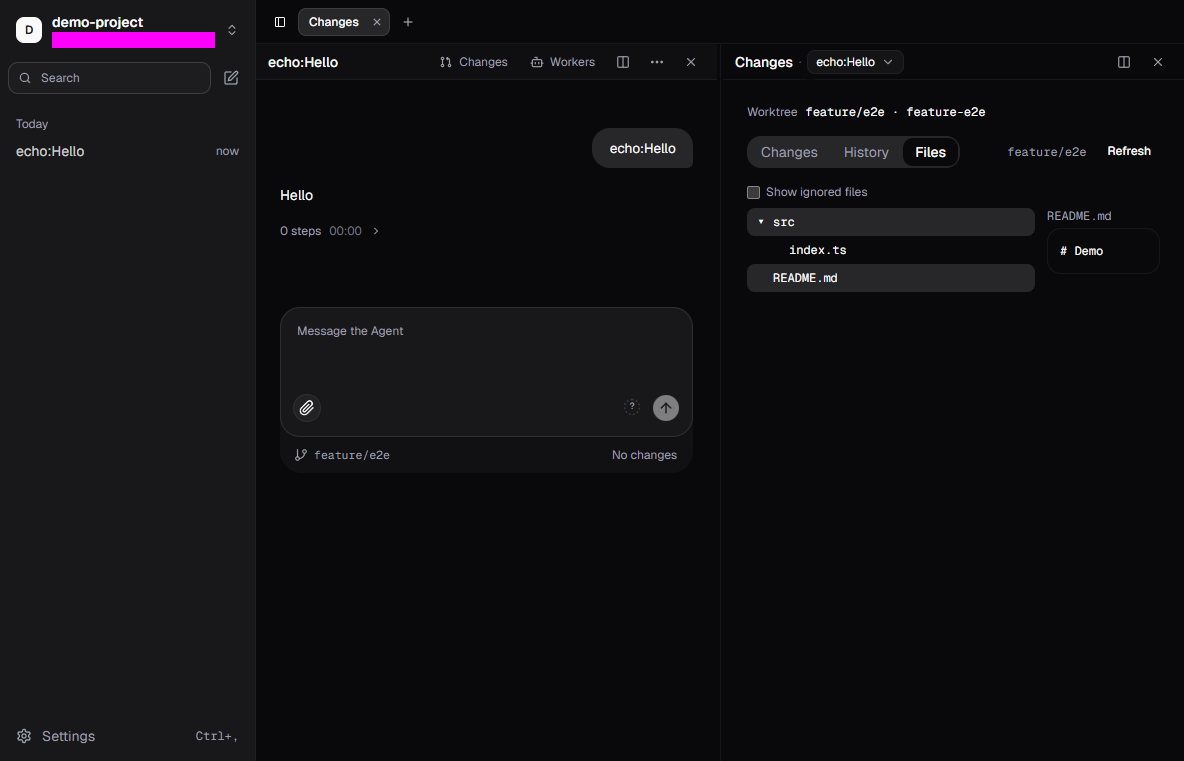 D
demo-project
Search
Today
echo:Hello
now
Settings
Ctrl+,
Changes
echo:Hello
Changes
Workers
echo:Hello
Hello
0 steps 00:00
Message the Agent
?
feature/e2e
No changes
Changes · echo:Hello
Worktree feature/e2e · feature-e2e
Changes
History
Files
feature/e2e
Refresh
Show ignored files
src
index.ts
README.md
README.md
# Demo